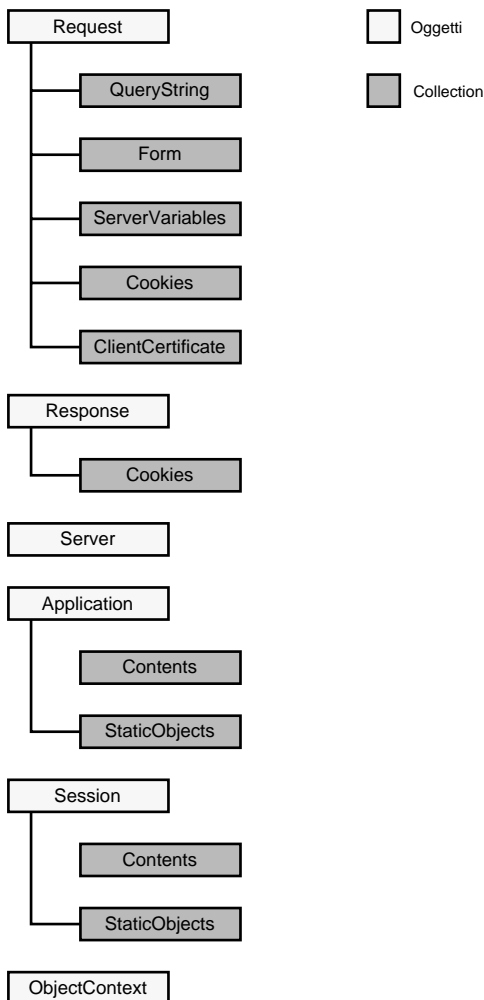 Request
Oggetti
QueryString
Collection
Form
ServerVariables
Cookies
ClientCertificate
Response
Cookies
Server
Application
Contents
StaticObjects
Session
Contents
StaticObjects
ObjectContext